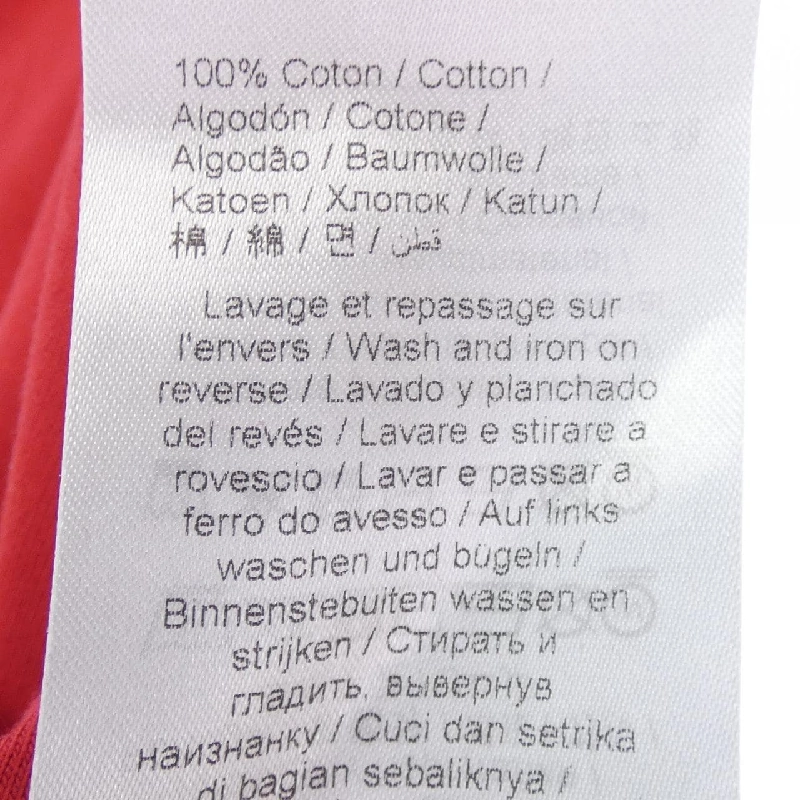 100% Coton / Cotton /
Algodón / Cotone /
Algodão / Baumwolle /
Katoen / Хлопок / Katun /
棉 / 綿 / 면 / قطن
Lavage et repassage sur
l'envers / Wash and iron on
reverse / Lavado y planchado
del revés / Lavare e stirare a
rovescio / Lavar e passar a
ferro do avesso / Auf links
waschen und bügeln /
Binnenstebuiten wassen en
strijken / Стирать и
гладить, вывернув
наизнанку / Cuci dan setrika
di bagian sebaliknya /